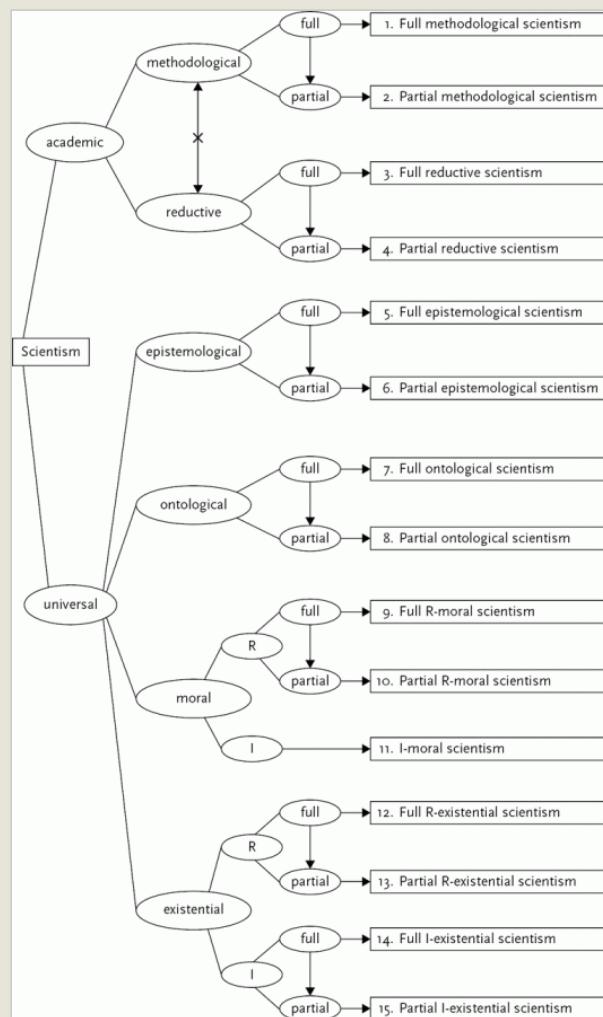 full
1. Full methodological scientism
methodological
partial
2. Partial methodological scientism
academic
full
3. Full reductive scientism
reductive
partial
4. Partial reductive scientism
full
5. Full epistemological scientism
Scientism
epistemological
partial
6. Partial epistemological scientism
full
7. Full ontological scientism
ontological
partial
8. Partial ontological scientism
universal
full
9. Full R-moral scientism
R
partial
10. Partial R-moral scientism
moral
I
11. I-moral scientism
full
12. Full R-existential scientism
R
partial
13. Partial R-existential scientism
existential
full
14. Full I-existential scientism
I
partial
15. Partial I-existential scientism